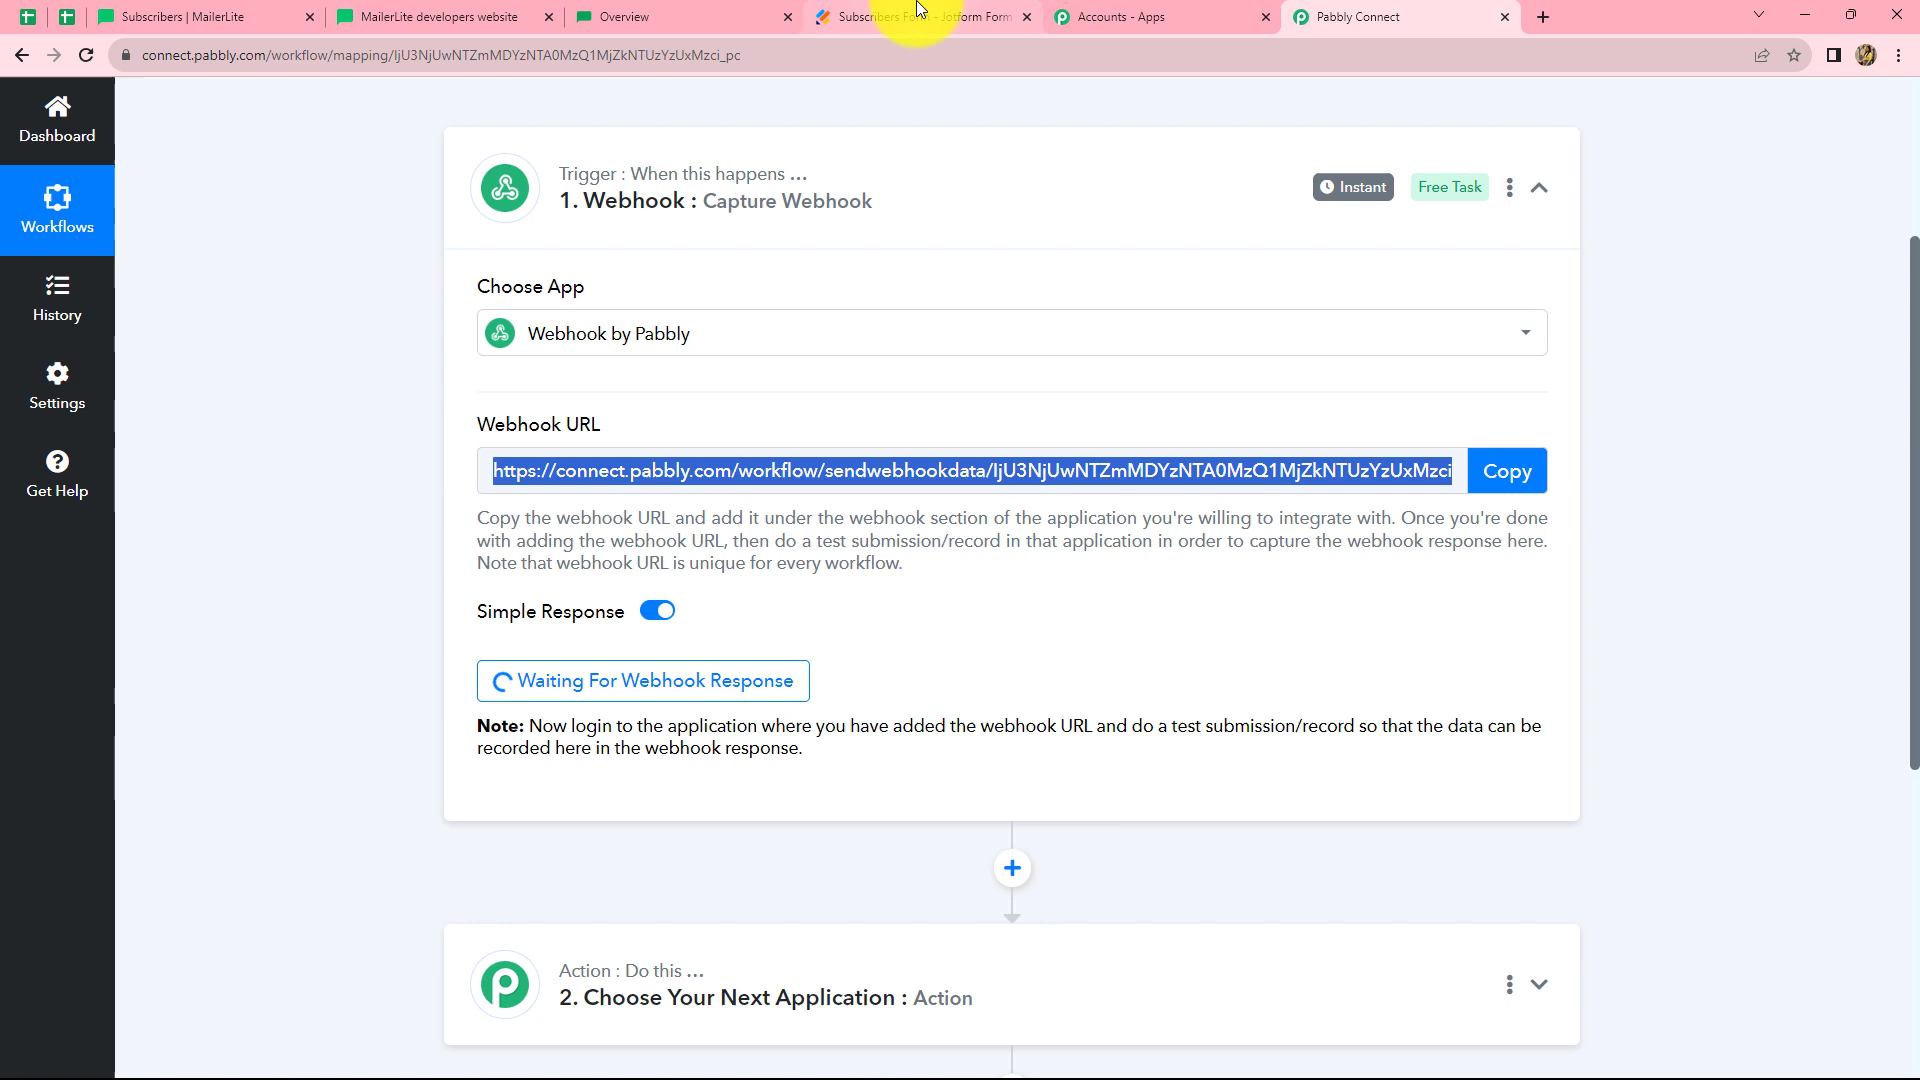 Subscribers | MailerLite
MailerLite developers website
Overview
Subscribers Form - Jotform Form
Accounts - Apps
Pabbly Connect
connect.pabbly.com/workflow/mapping/IjU3NjUwNTZmMDYzNTA0MzQ1MjZkNTUzYzUxMzci_pc
Dashboard
Workflows
History
Settings
Get Help
Trigger : When this happens ...
1. Webhook : Capture Webhook
Instant
Free Task
Choose App
Webhook by Pabbly
Webhook URL
https://connect.pabbly.com/workflow/sendwebhookdata/IjU3NjUwNTZmMDYzNTA0MzQ1MjZkNTUzYzUxMzci
Copy
Copy the webhook URL and add it under the webhook section of the application you're willing to integrate with. Once you're done
with adding the webhook URL, then do a test submission/record in that application in order to capture the webhook response here.
Note that webhook URL is unique for every workflow.
Simple Response
Waiting For Webhook Response
Note: Now login to the application where you have added the webhook URL and do a test submission/record so that the data can be
recorded here in the webhook response.
Action : Do this ...
2. Choose Your Next Application : Action